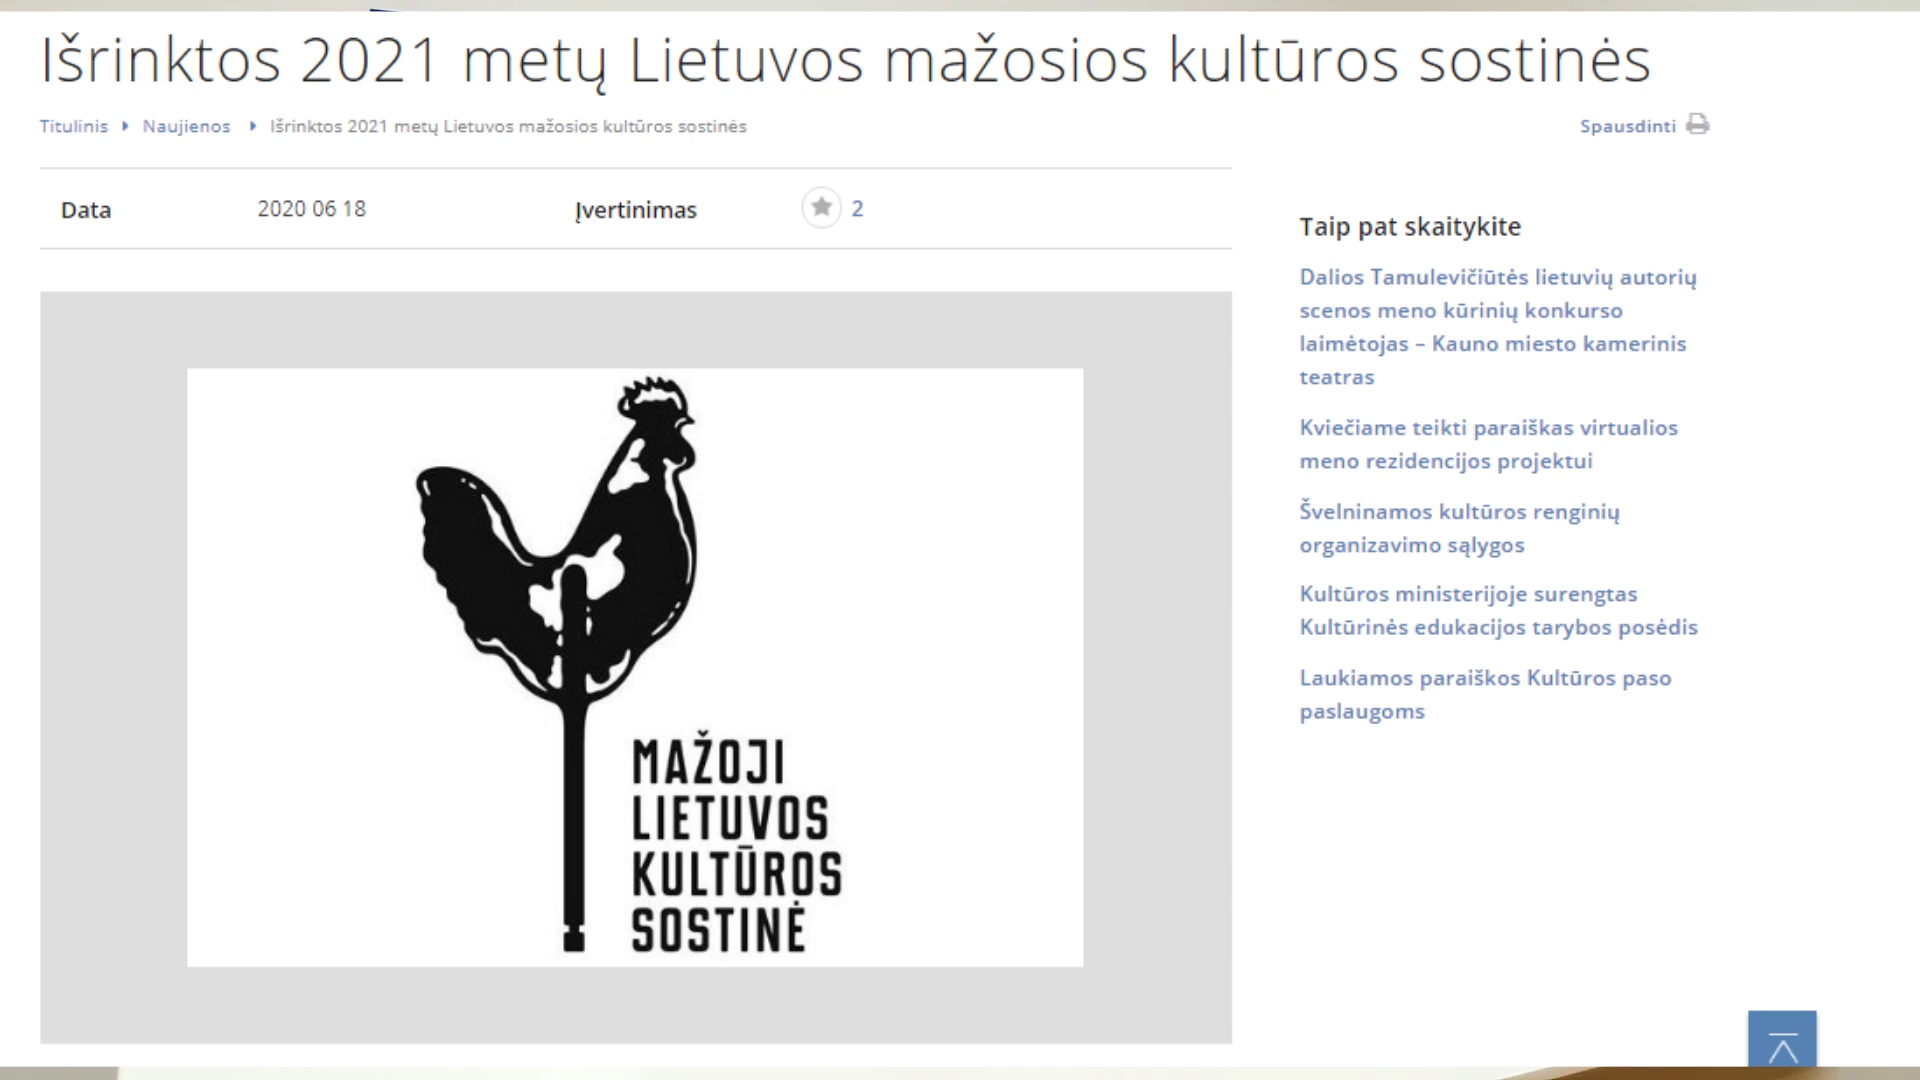 Išrinktos 2021 metų Lietuvos mažosios kultūros sostinės
Titulinis
Naujienos
Išrinktos 2021 metų Lietuvos mažosios kultūros sostinės
Spausdinti
Data
2020 06 18
Įvertinimas
2
MAŽOJI
LIETUVOS
KULTŪROS
SOSTINĖ
Taip pat skaitykite
Dalios Tamulevičiūtės lietuvių autorių
scenos meno kūrinių konkurso
laimėtojas – Kauno miesto kamerinis
teatras
Kviečiame teikti paraiškas virtualios
meno rezidencijos projektui
Švelninamos kultūros renginių
organizavimo sąlygos
Kultūros ministerijoje surengtas
Kultūrinės edukacijos tarybos posėdis
Laukiamos paraiškos Kultūros paso
paslaugoms